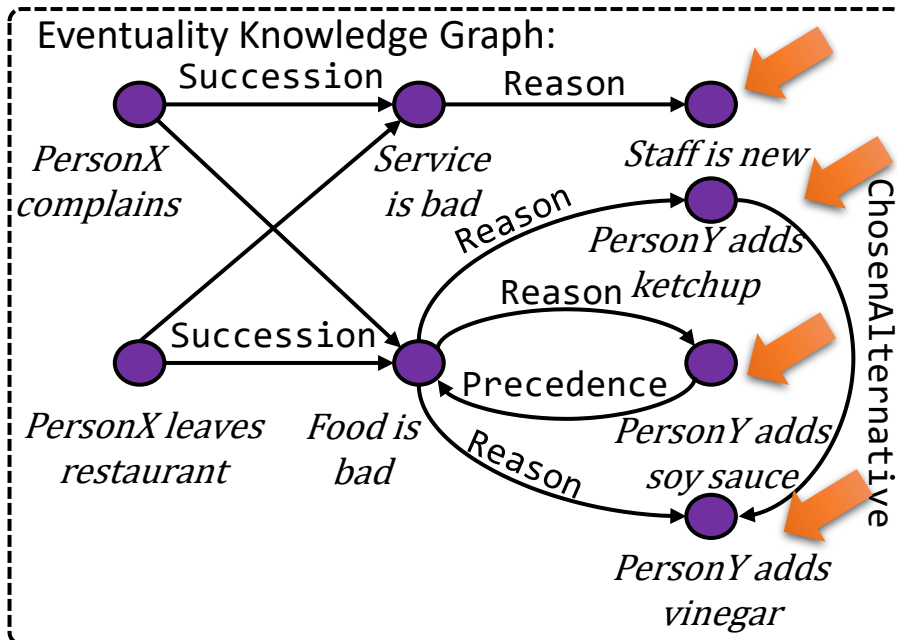 Eventuality Knowledge Graph:
Succession
Reason
PersonX
complains
Service
is bad
Staff is new
Reason
PersonY adds
ketchup
ChosenAlternative
Reason
Succession
Precedence
PersonX leaves
restaurant
Food is
bad
Reason
PersonY adds
soy sauce
PersonY adds
vinegar